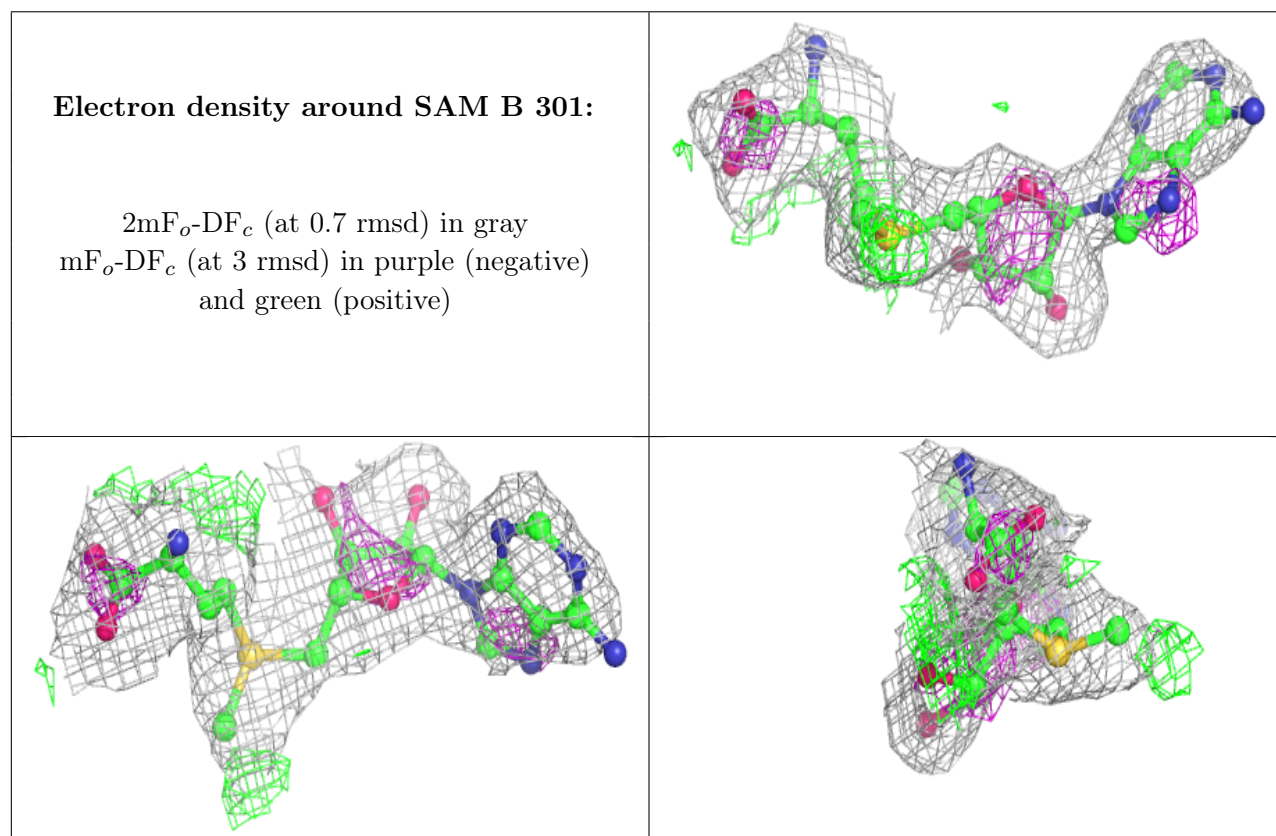 Electron density around SAM B 301:
2mFo-DFc (at 0.7 rmsd) in gray
mFo-DFc (at 3 rmsd) in purple (negative)
and green (positive)